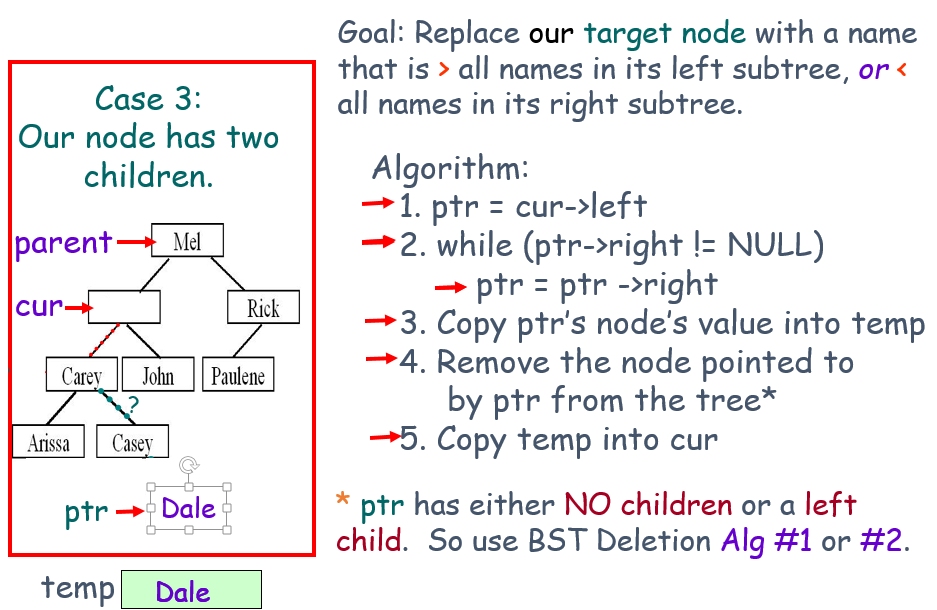 Goal: Replace our target node with a name
that is > all names in its left subtree, or <
all names in its right subtree.
Case 3:
Our node has two
children.
Algorithm:
1. ptr = cur->left
2. while (ptr->right != NULL)
ptr = ptr ->right
3. Copy ptr's node's value into temp
4. Remove the node pointed to
by ptr from the tree*
5. Copy temp into cur
parent
Mel
cur
Rick
Carey
John
Paulene
?
Arissa
Casey
ptr
Dale
temp
Dale
* ptr has either NO children or a left
child. So use BST Deletion Alg #1 or #2.